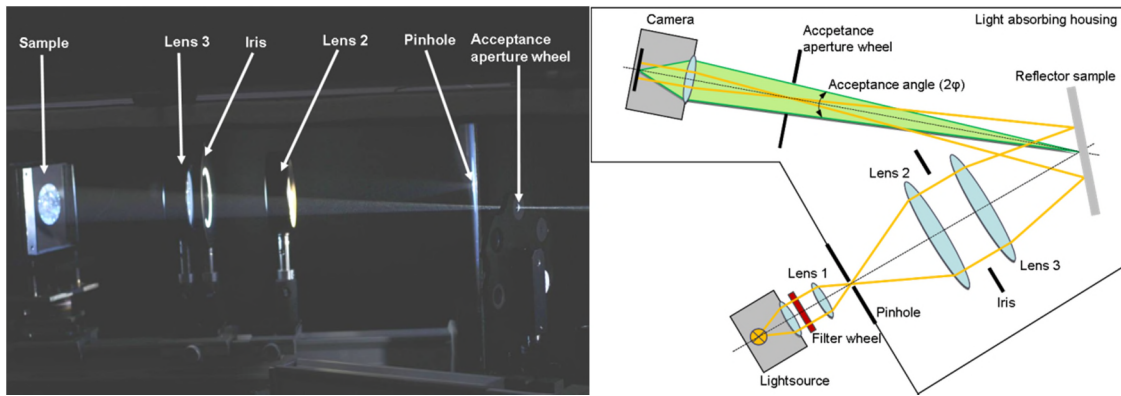 Sample
Lens 3
Iris
Lens 2
Pinhole
Acceptance
aperture wheel
Camera
Accpetance
aperture wheel
Light absorbing housing
Acceptance angle (2φ)
Reflector sample
Lens 2
Lens 1
Lens 3
Iris
Pinhole
Filter wheel
Lightsource